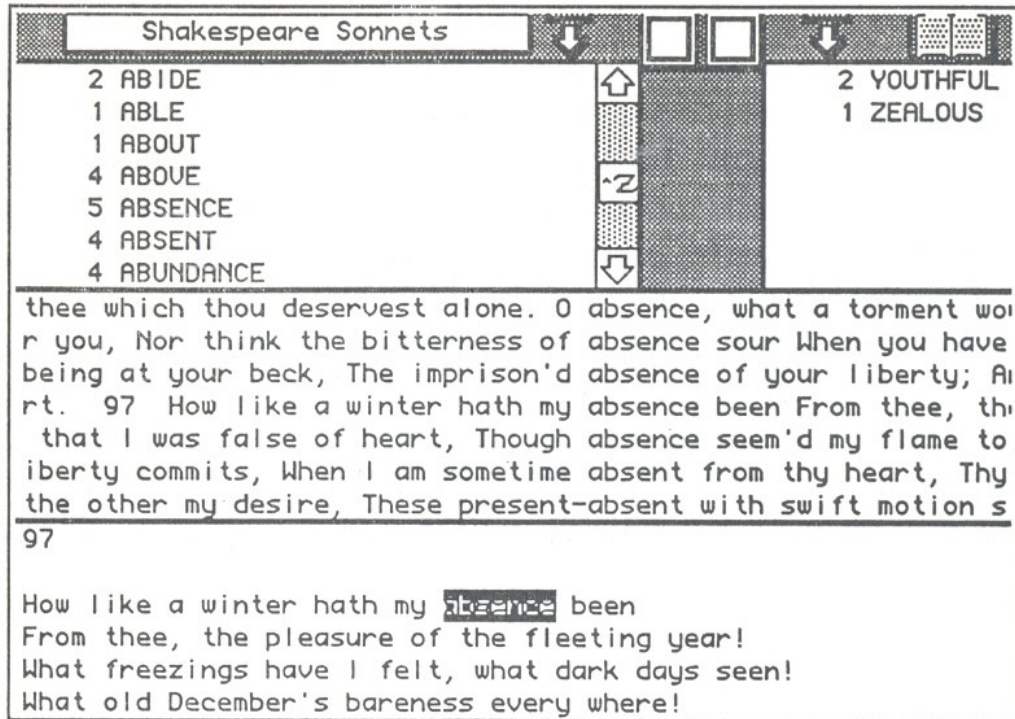 Shakespeare Sonnets
2 ABIDE
1 ABLE
1 ABOUT
4 ABOVE
5 ABSENCE
4 ABSENT
4 ABUNDANCE
^Z
2 YOUTHFUL
1 ZEALOUS
thee which thou deservest alone. O absence, what a torment wo
r you, Nor think the bitterness of absence sour When you have
being at your beck, The imprison'd absence of your liberty; A
rt. 97 How like a winter hath my absence been From thee, th
that I was false of heart, Though absence seem'd my flame to
iberty commits, When I am sometime absent from thy heart, Thy
the other my desire, These present-absent with swift motion s
97
How like a winter hath my absence been
From thee, the pleasure of the fleeting year!
What freezings have I felt, what dark days seen!
What old December's bareness every where!